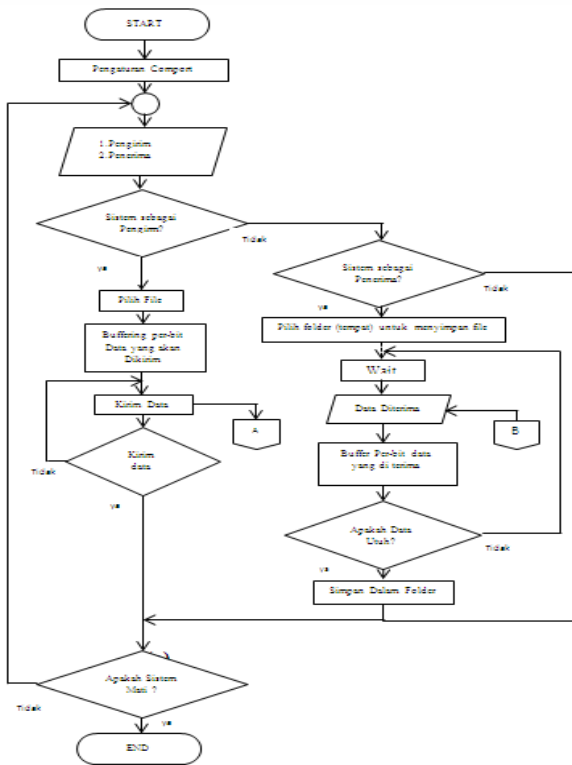 START
Pengaturan Comport
1.Pengirim
2.Penerima
Sistem sebagai
Pengirm?
Tidak
ya
Sistem sebagai
Penerima?
Tidak
ya
Pilih File
Pilih folder (tempat) untuk menyimpan file
Buffering per-bit
Data yang akan
Dikirim
Wait
Kirim Data
A
Data Diterima
B
Kirim
data
Tidak
ya
Buffer Per-bit data
yang di terima
Apakah Data
Utuh?
Tidak
ya
Simpan Dalam Folder
Apakah Sistem
Mati ?
Tidak
ya
END